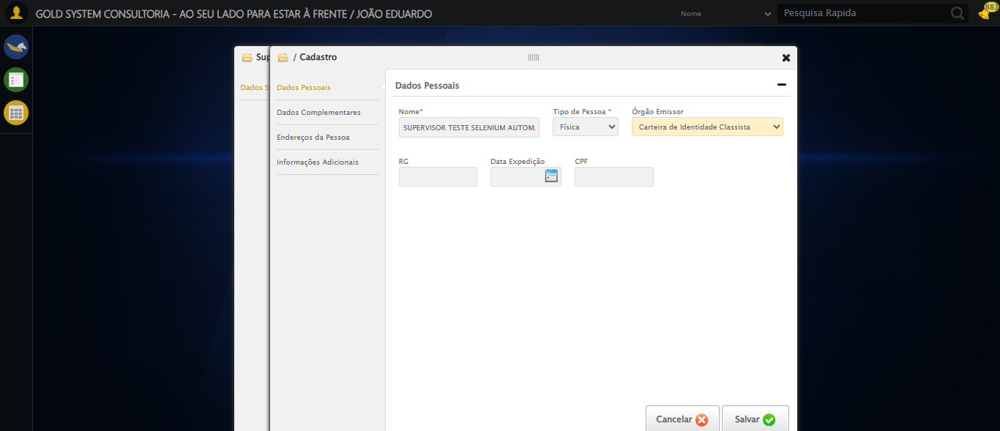 GOLD SYSTEM CONSULTORIA - AO SEU LADO PARA ESTAR À FRENTE / JOÃO EDUARDO
Nome
Pesquisa Rapida
883
Sup
/ Cadastro
Dados S
Dados Pessoais
Dados Complementares
Endereços da Pessoa
Informações Adicionais
Dados Pessoais
Nome*
Tipo de Pessoa *
Órgão Emissor
SUPERVISOR TESTE SELENIUM AUTOM
Física
Carteira de Identidade Classista
RG
Data Expedição
CPF
Cancelar
Salvar